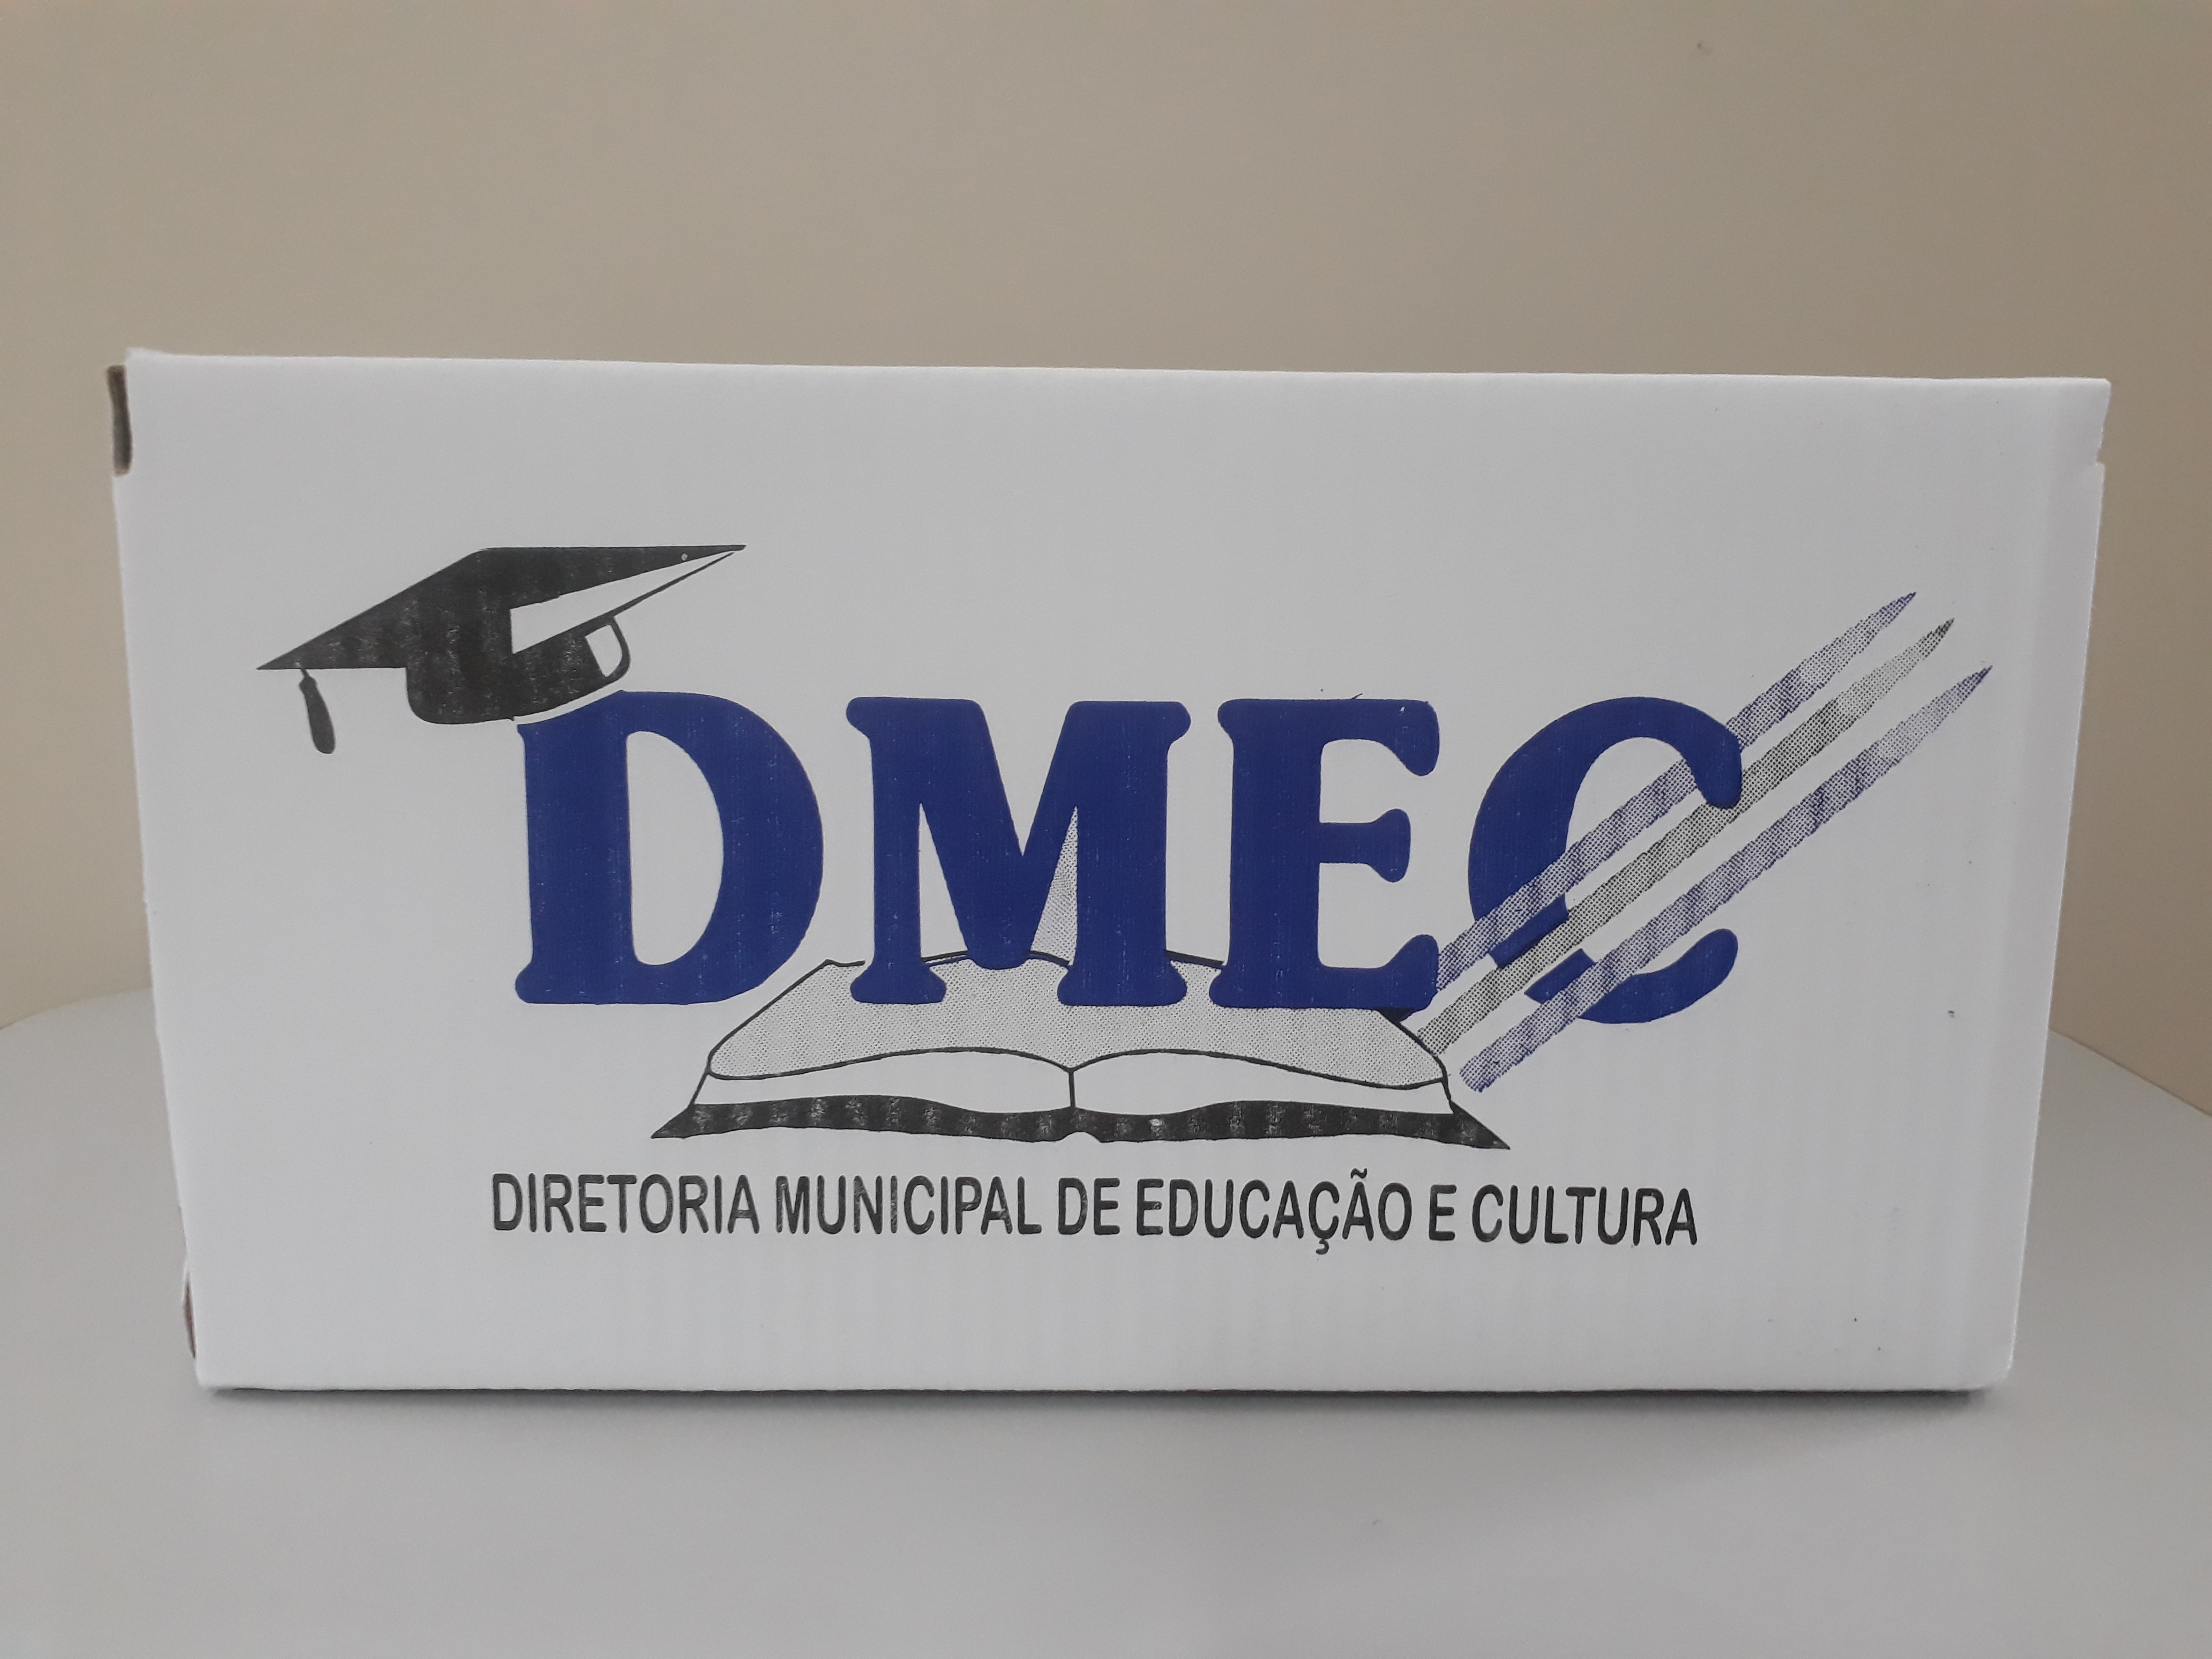 DMEC
DIRETORIA MUNICIPAL DE EDUCAÇÃO E CULTURA